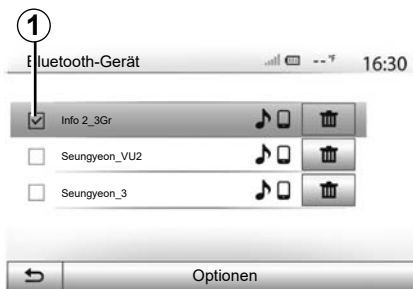 1
Bluetooth-Gerät -- °F 16:30
Info 2_3Gr
Seungyeon_VU2
Seungyeon_3
Optionen